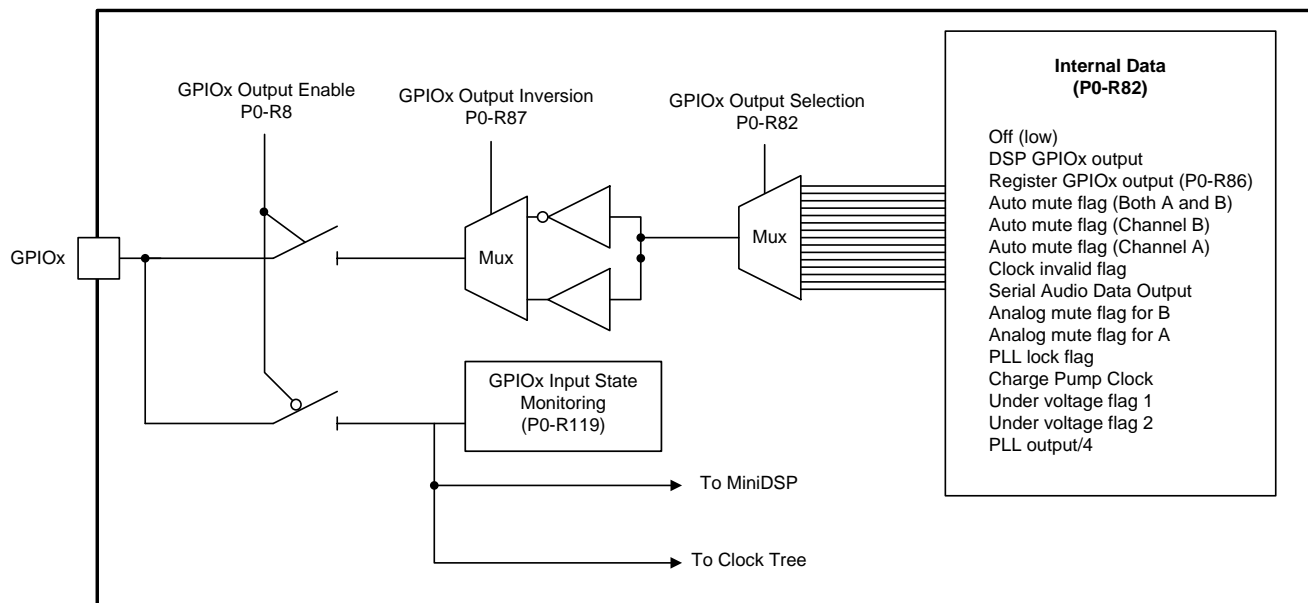 GPIOx Output Enable
P0-R8
GPIOx Output Inversion
P0-R87
GPIOx Output Selection
P0-R82
Internal Data
(P0-R82)
Off (low)
DSP GPIOx output
Register GPIOx output (P0-R86)
Auto mute flag (Both A and B)
Auto mute flag (Channel B)
Auto mute flag (Channel A)
Clock invalid flag
Serial Audio Data Output
Analog mute flag for B
Analog mute flag for A
PLL lock flag
Charge Pump Clock
Under voltage flag 1
Under voltage flag 2
PLL output/4
GPIOx
Mux
Mux
GPIOx Input State
Monitoring
(P0-R119)
To MiniDSP
To Clock Tree